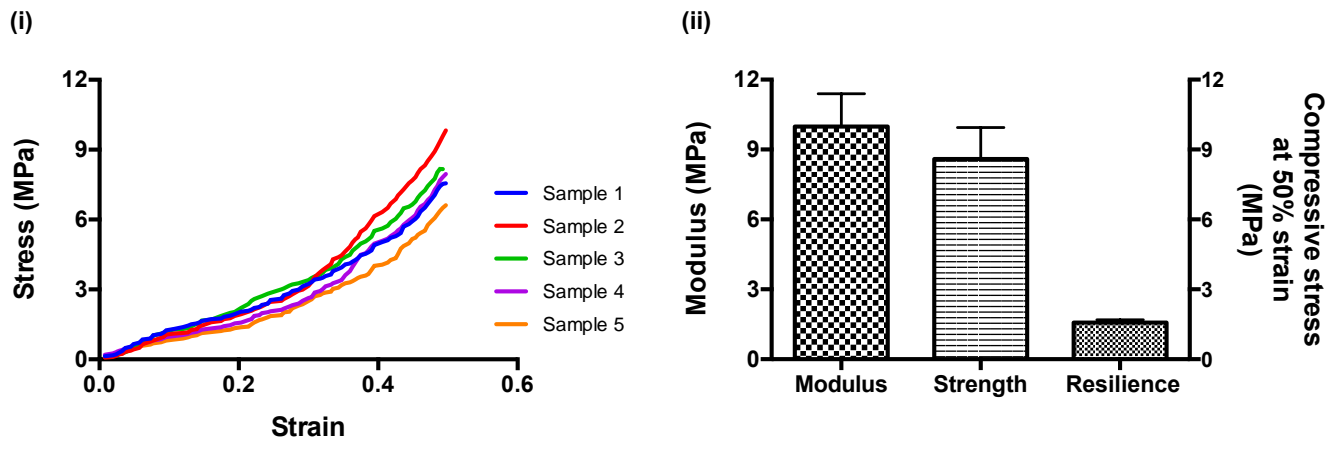 (i)
Stress (MPa)
12
9
6
3
0
0.0
0.2
0.4
0.6
Strain
Sample 1
Sample 2
Sample 3
Sample 4
Sample 5
(ii)
Modulus (MPa)
12
9
6
3
0
Modulus
Strength
Resilience
12
9
6
3
0
Compressive stress
at 50% strain
(MPa)